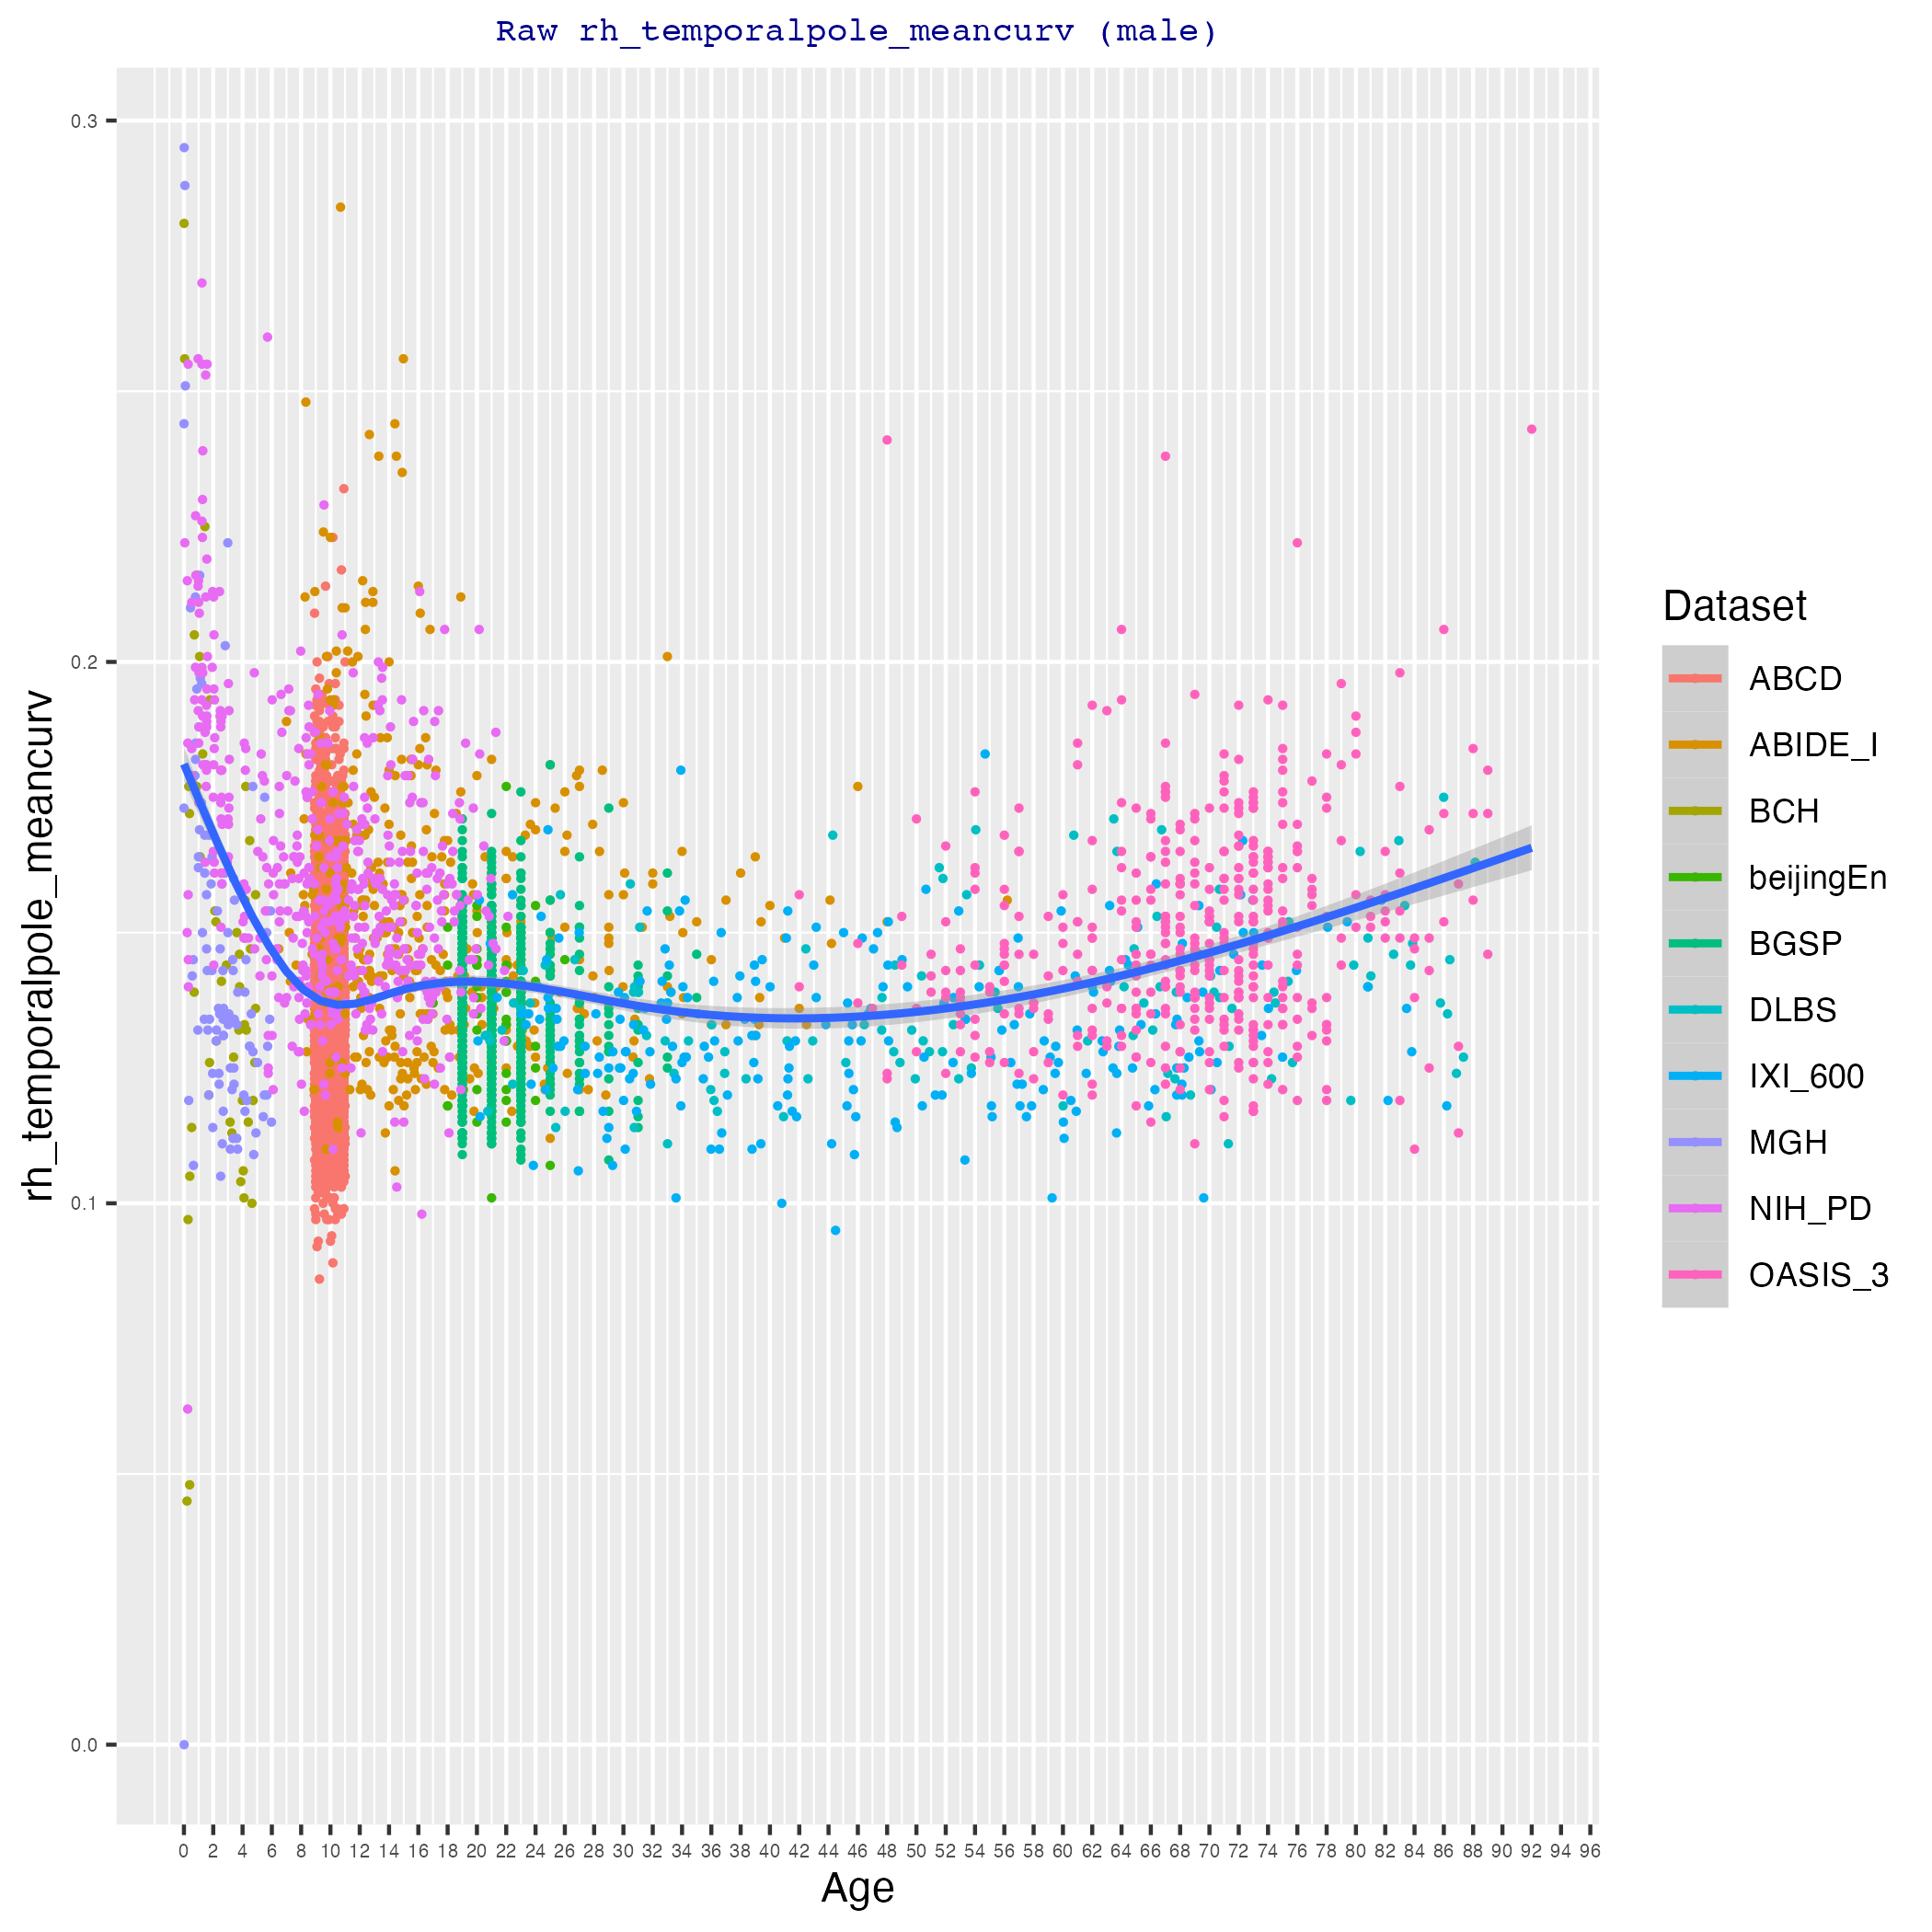 Raw rh_temporalpole_meancurv (male)
rh_temporalpole_meancurv
0.3
0.2
0.1
0.0
0 2 4 6 8 10 12 14 16 18 20 22 24 26 28 30 32 34 36 38 40 42 44 46 48 50 52 54 56 58 60 62 64 66 68 70 72 74 76 78 80 82 84 86 88 90 92 94 96
Age
Dataset
ABCD
ABIDE_I
BCH
beijingEn
BGSP
DLBS
IXI_600
MGH
NIH_PD
OASIS_3